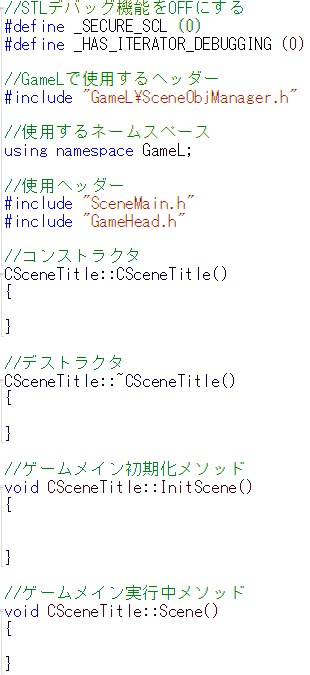 //STLデバッグ機能をOFFにする
#define _SECURE_SCL (0)
#define _HAS_ITERATOR_DEBUGGING (0)
//GameLで使用するヘッダー
#include "GameL¥SceneObjManager.h"
//使用するネームスペース
using namespace GameL;
//使用ヘッダー
#include "SceneMain.h"
#include "GameHead.h"
//コンストラクタ
CSceneTitle::CSceneTitle()
{
}
//デストラクタ
CSceneTitle::~CSceneTitle()
{
}
//ゲームメイン初期化メソッド
void CSceneTitle::InitScene()
{
}
//ゲームメイン実行中メソッド
void CSceneTitle::Scene()
{
}